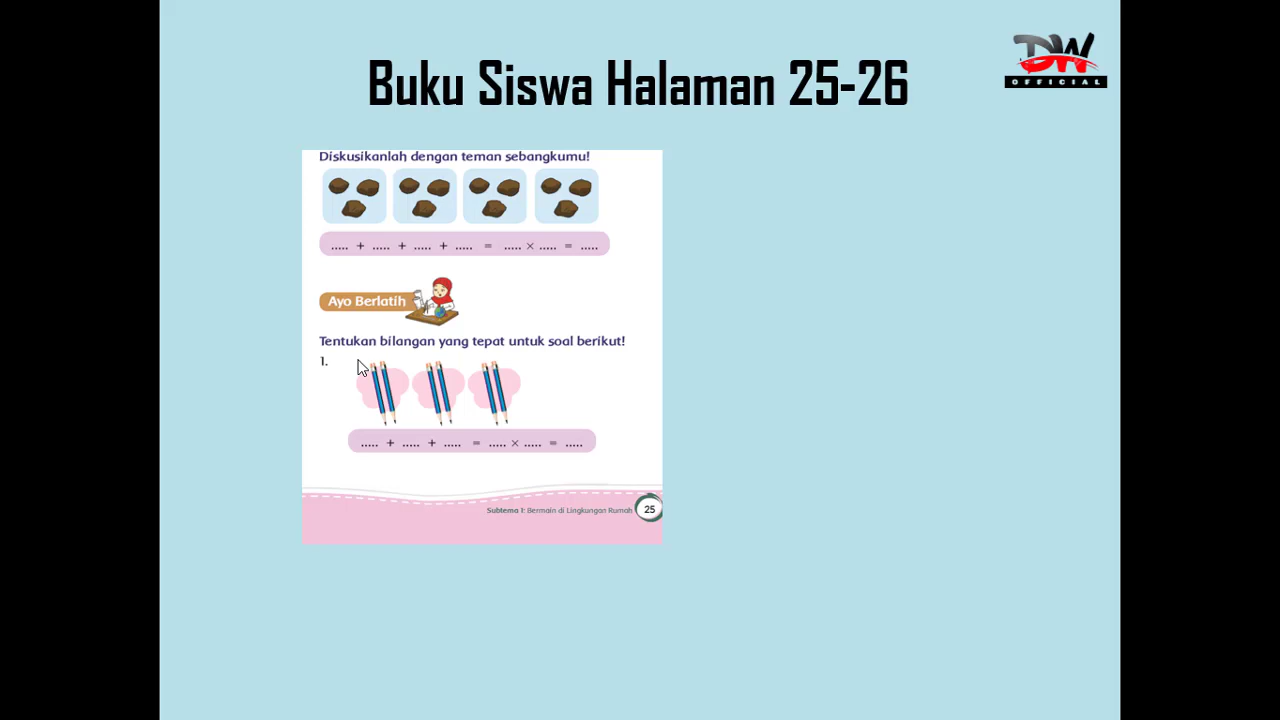 DW
OFFICIAL
Buku Siswa Halaman 25-26
Diskusikanlah dengan teman sebangkumu!
..... + ..... + ..... + ..... = ..... × ..... = .....
Ayo Berlatih
Tentukan bilangan yang tepat untuk soal berikut!
1.
..... + ..... + ..... = ..... × ..... = .....
Subtema 1: Bermain di Lingkungan Rumah 25